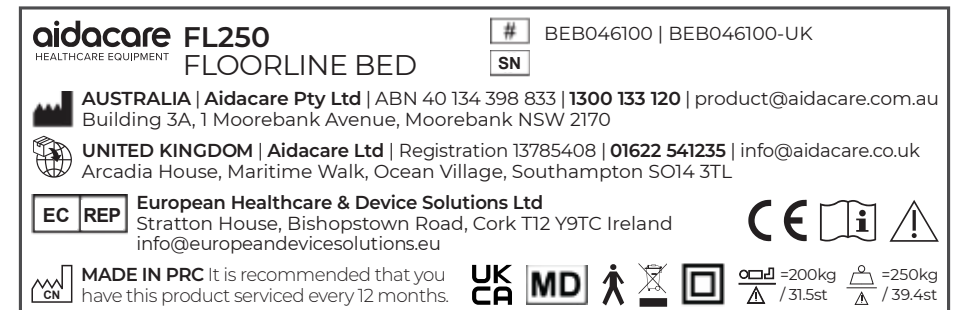 aidacare FL250 # BEB046100 | BEB046100-UK
HEALTHCARE EQUIPMENT FLOORLINE BED SN
AUSTRALIA | Aidacare Pty Ltd | ABN 40 134 398 833 | 1300 133 120 | product@aidacare.com.au
Building 3A, 1 Moorebank Avenue, Moorebank NSW 2170
UNITED KINGDOM | Aidacare Ltd | Registration 13785408 | 01622 541235 | info@aidacare.co.uk
Arcadia House, Maritime Walk, Ocean Village, Southampton SO14 3TL
EC REP European Healthcare & Device Solutions Ltd
Stratton House, Bishopstown Road, Cork T12 Y9TC Ireland
info@europeandevicesolutions.eu
CE i
CN MADE IN PRC It is recommended that you
have this product serviced every 12 months.
UK
CA MD
=200kg
/ 31.5st
=250kg
/ 39.4st